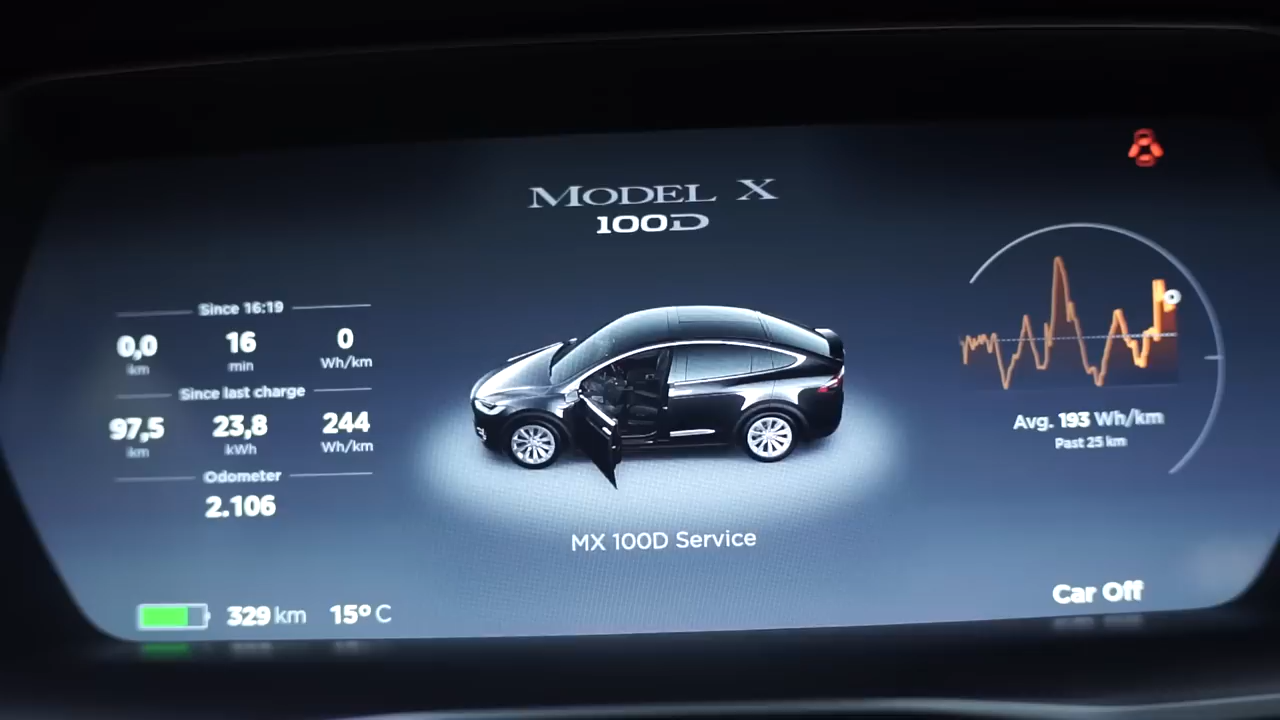 MODEL X
100D
Since 16:19
0,0 16 0
km min Wh/km
Since last charge
97,5 23,8 244
km kWh Wh/km
Odometer
2.106
Avg. 193 Wh/km
Past 25 km
MX 100D Service
329 km 15° C
Car Off